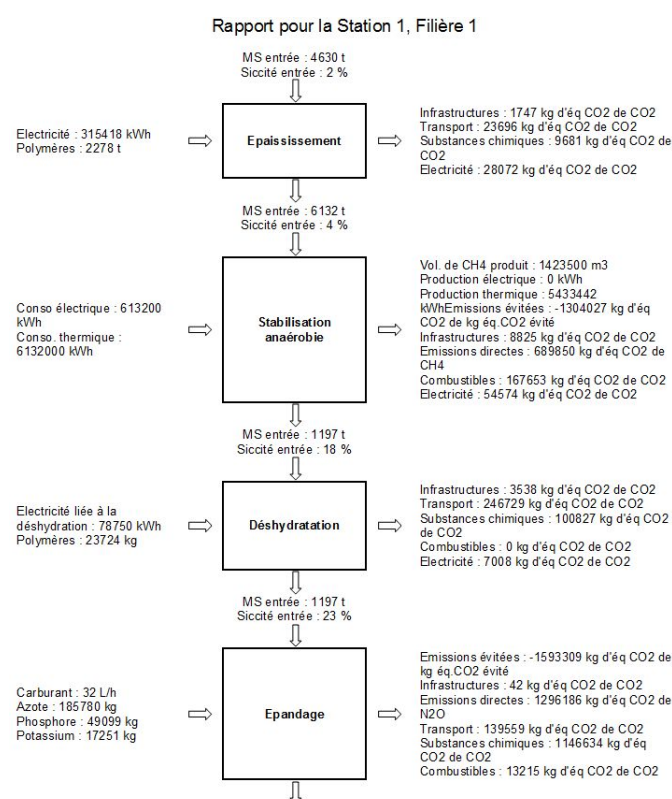 Rapport pour la Station 1, Filière 1
MS entrée : 4630 t
Siccité entrée : 2 %
Electricité : 315418 kWh
Polymères : 2278 t
Epaississement
Infrastructures : 1747 kg d'éq CO2 de CO2
Transport : 23696 kg d'éq CO2 de CO2
Substances chimiques : 9681 kg d'éq CO2 de
CO2
Electricité : 28072 kg d'éq CO2 de CO2
MS entrée : 6132 t
Siccité entrée : 4 %
Conso électrique : 613200
kWh
Conso. thermique :
6132000 kWh
Stabilisation
anaérobie
Vol. de CH4 produit : 1423500 m3
Production électrique : 0 kWh
Production thermique : 5433442
kWhEmissions évitées : -1304027 kg d'éq
CO2 de kg éq.CO2 évité
Infrastructures : 8825 kg d'éq CO2 de CO2
Emissions directes : 689850 kg d'éq CO2 de
CH4
Combustibles : 167653 kg d'éq CO2 de CO2
Electricité : 54574 kg d'éq CO2 de CO2
MS entrée : 1197 t
Siccité entrée : 18 %
Electricité liée à la
déshydration : 78750 kWh
Polymères : 23724 kg
Déshydratation
Infrastructures : 3538 kg d'éq CO2 de CO2
Transport : 246729 kg d'éq CO2 de CO2
Substances chimiques : 100827 kg d'éq CO2
de CO2
Combustibles : 0 kg d'éq CO2 de CO2
Electricité : 7008 kg d'éq CO2 de CO2
MS entrée : 1197 t
Siccité entrée : 23 %
Carburant : 32 L/h
Azote : 185780 kg
Phosphore : 49099 kg
Potassium : 17251 kg
Epandage
Emissions évitées : -1593309 kg d'éq CO2 de
kg éq.CO2 évité
Infrastructures : 42 kg d'éq CO2 de CO2
Emissions directes : 1296186 kg d'éq CO2 de
N2O
Transport : 139559 kg d'éq CO2 de CO2
Substances chimiques : 1146634 kg d'éq
CO2 de CO2
Combustibles : 13215 kg d'éq CO2 de CO2